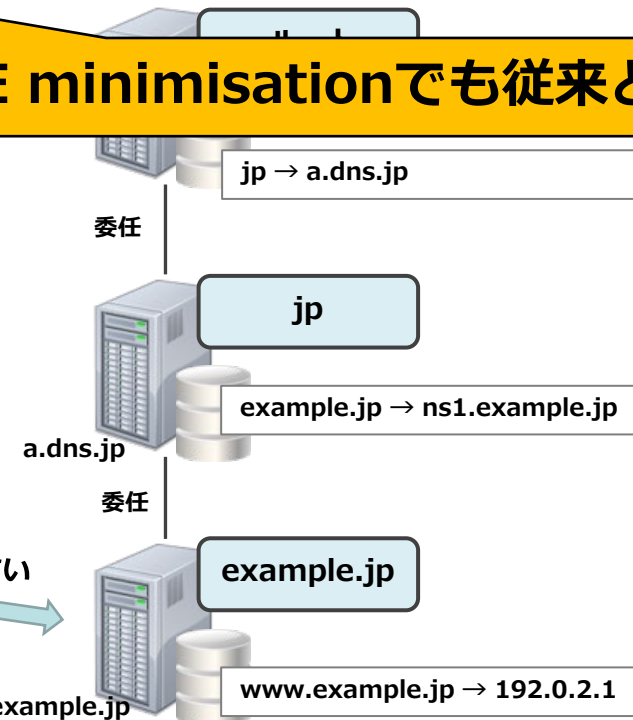 E minimisationでも従来と
jp → a.dns.jp
委任
jp
example.jp → ns1.example.jp
a.dns.jp
委任
example.jp
い
www.example.jp → 192.0.2.1
example.jp